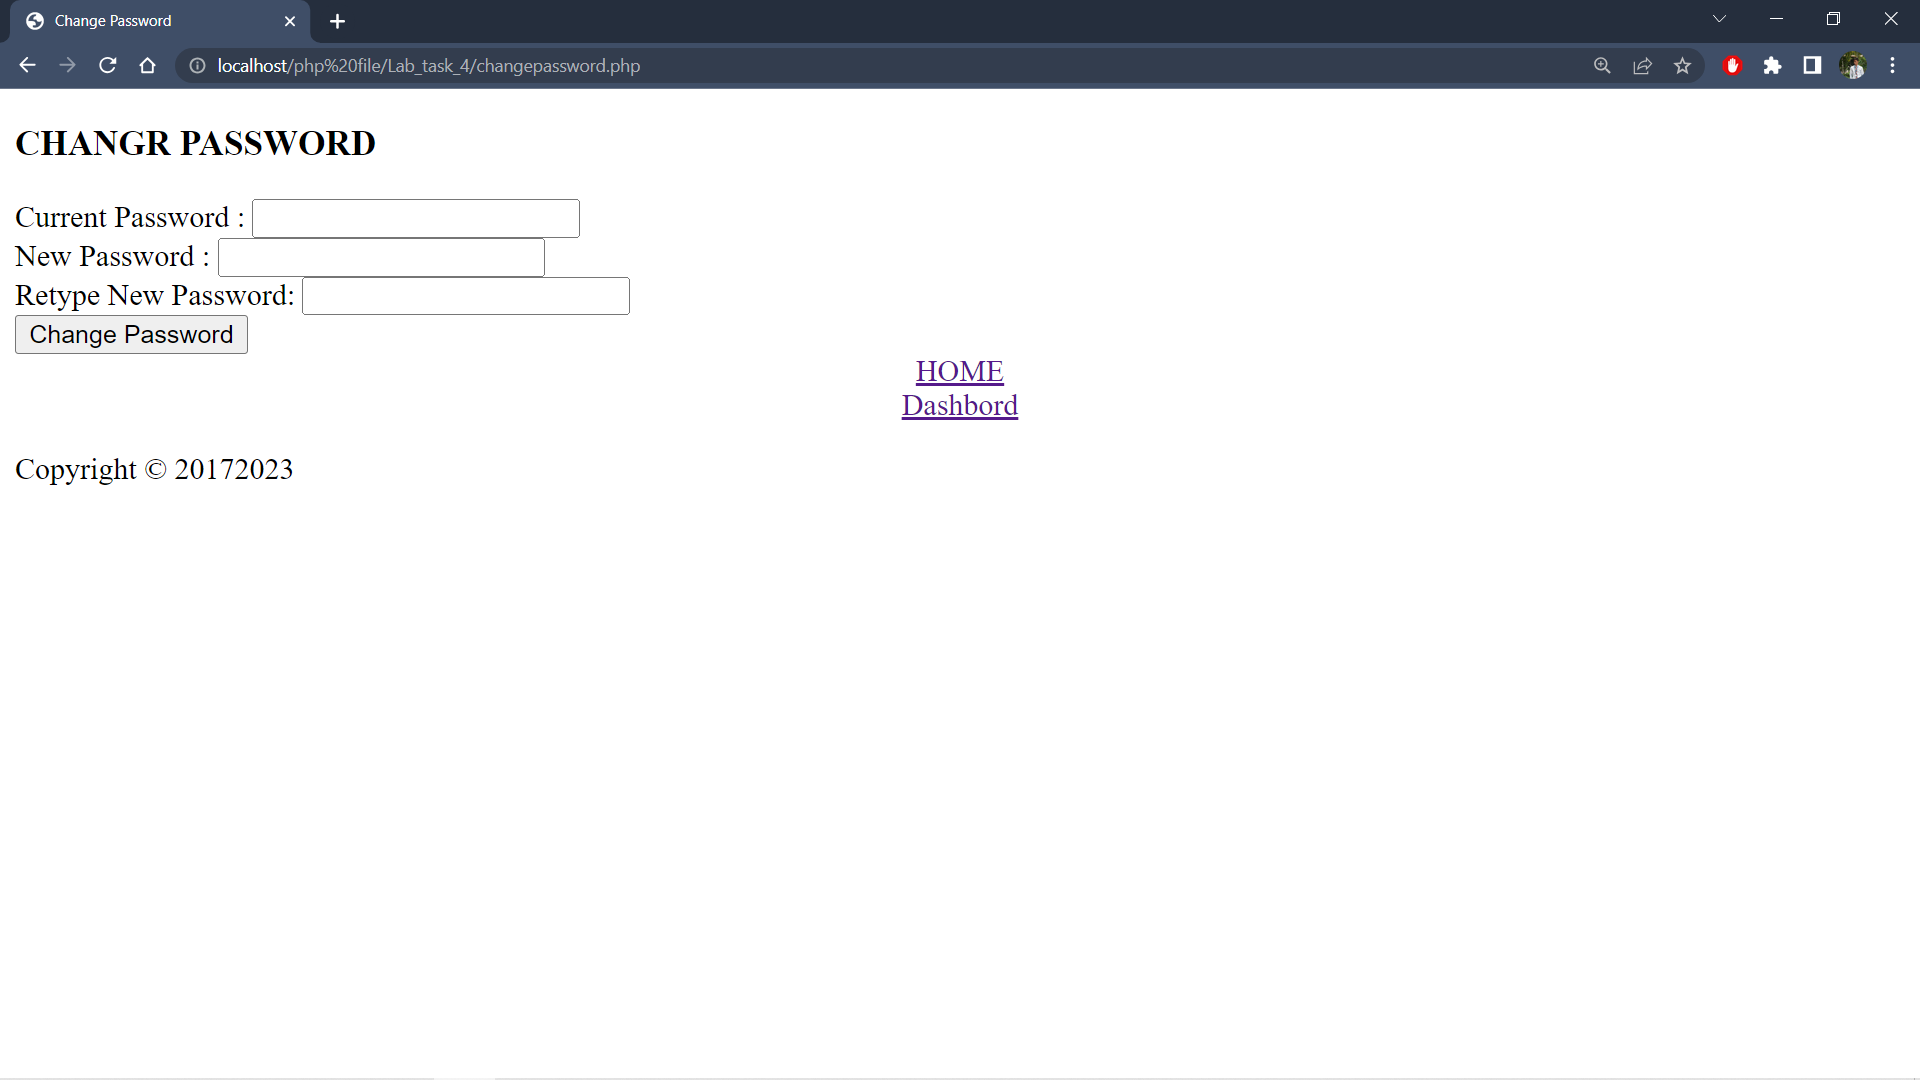 Change Password
localhost/php%20file/Lab_task_4/changepassword.php
CHANGR PASSWORD
Current Password :
New Password :
Retype New Password:
Change Password
HOME
Dashbord
Copyright © 20172023